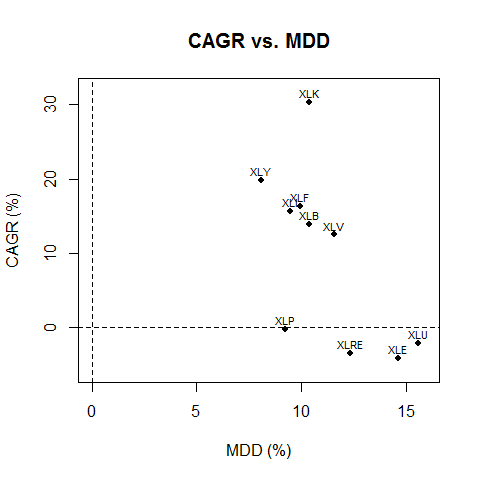 CAGR vs. MDD
CAGR (%)
30
20
10
0
XLK
XLY
XLF
XLI
XLB
XLV
XLP
XLU
XLRE
XLE
0 5 10 15
MDD (%)